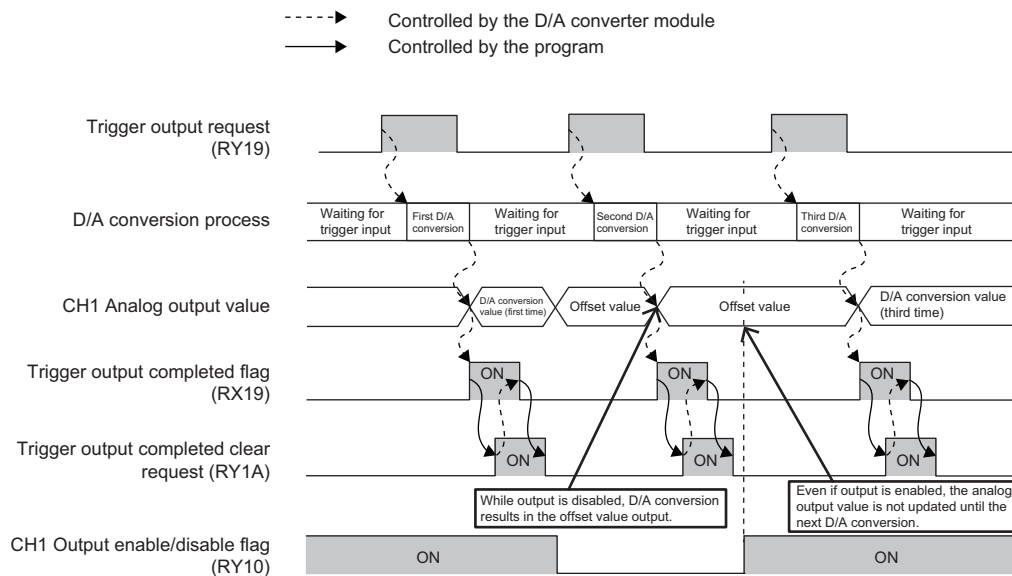 Controlled by the D/A converter module
Controlled by the program
Trigger output request
(RY19)
D/A conversion process
Waiting for
trigger input
First D/A
conversion
Waiting for
trigger input
Second D/A
conversion
Waiting for
trigger input
Third D/A
conversion
Waiting for
trigger input
CH1 Analog output value
D/A conversion
value (first time)
Offset value
Offset value
D/A conversion value
(third time)
Trigger output completed flag
(RX19)
ON
ON
ON
Trigger output completed clear
request (RY1A)
ON
ON
ON
While output is disabled, D/A conversion
results in the offset value output.
Even if output is enabled, the analog
output value is not updated until the
next D/A conversion.
CH1 Output enable/disable flag
(RY10)
ON
ON